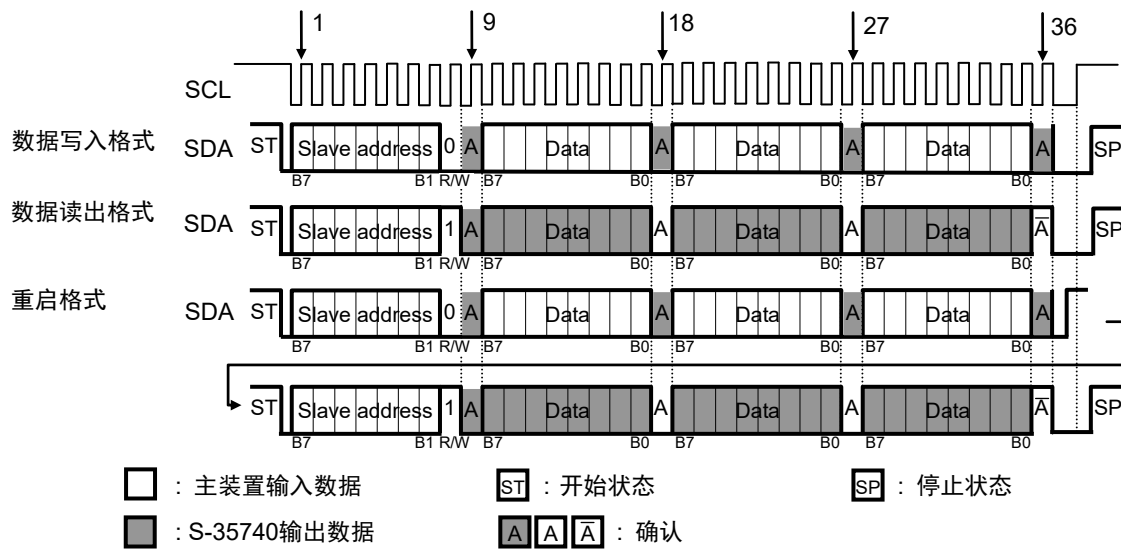 1 9 18 27 36
SCL
数据写入格式 SDA ST Slave address 0 A Data A Data A Data A SP
B7 B1 R/W B7 B0 B7 B0 B7 B0
数据读出格式 SDA ST Slave address 1 A Data A Data A Data A̅ SP
B7 B1 R/W B7 B0 B7 B0 B7 B0
重启格式 SDA ST Slave address 0 A Data A Data A Data A
B7 B1 R/W B7 B0 B7 B0 B7 B0
ST Slave address 1 A Data A Data A Data A̅ SP
B7 B1 R/W B7 B0 B7 B0 B7 B0
: 主装置输入数据 ST : 开始状态 SP : 停止状态
: S-35740输出数据 A A A̅ : 确认